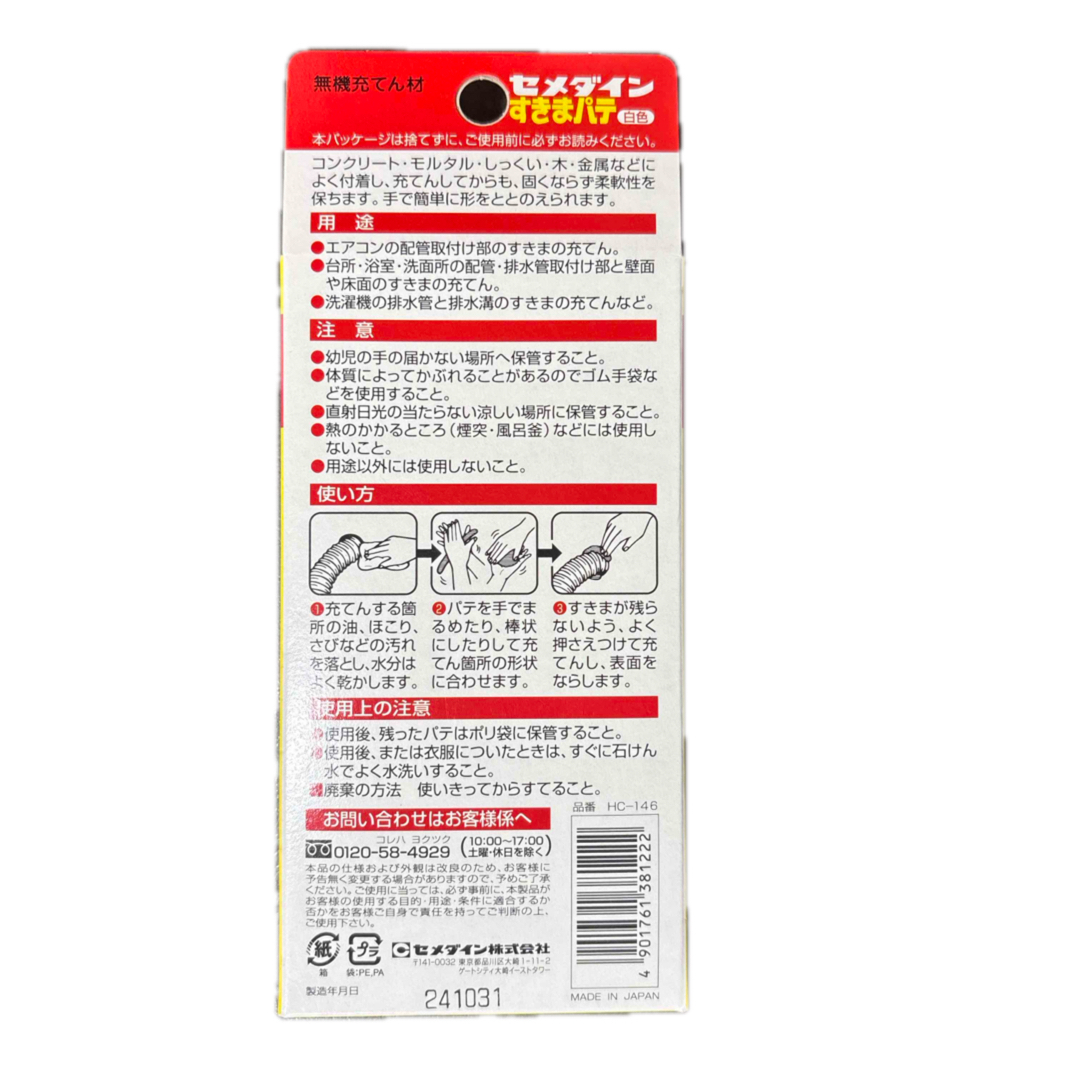 無機充てん材
セメダイン
すきまパテ 白色
本パッケージは捨てずに、ご使用前に必ずお読みください。
コンクリート・モルタル・しっくい・木・金属などに
よく付着し、充てんしてからも、固くならず柔軟性を
保ちます。手で簡単に形をととのえられます。
用 途
●エアコンの配管取付け部のすきまの充てん。
●台所・浴室・洗面所の配管・排水管取付け部と壁面
や床面のすきまの充てん。
●洗濯機の排水管と排水溝のすきまの充てんなど。
注 意
●幼児の手の届かない場所へ保管すること。
●体質によってかぶれることがあるのでゴム手袋な
どを使用すること。
●直射日光の当たらない涼しい場所に保管すること。
●熱のかかるところ（煙突・風呂釜）などには使用し
ないこと。
●用途以外には使用しないこと。
使い方
❶充てんする箇
所の油、ほこり、
さびなどの汚れ
を落とし、水分は
よく乾かします。
❷パテを手でま
るめたり、棒状
にしたりして充
てん箇所の形状
に合わせます。
❸すきまが残ら
ないよう、よく
押さえつけて充
てんし、表面を
ならします。
使用上の注意
●使用後、残ったパテはポリ袋に保管すること。
●使用後、または衣服についたときは、すぐに石けん
水でよく水洗いすること。
●廃棄の方法 使いきってからすてること。
品番 HC-146
お問い合わせはお客様係へ
コレハ ヨクツク
0120-58-4929（10:00〜17:00 土曜・休日を除く）
本品の仕様および外観は改良のため、お客様に
予告無く変更する場合がありますので、予めご了承
ください。ご使用に当っては、必ず事前に、本製品が
お客様の使用する目的・用途・条件に適合するか
否かをお客様ご自身で責任を持ってご判断の上、
ご使用下さい。
紙
箱
プラ
袋:PE,PA
セメダイン株式会社
〒141-0032 東京都品川区大崎1-11-2
ゲートシティ大崎イーストタワー
製造年月日
241031
4 901761 381222
MADE IN JAPAN